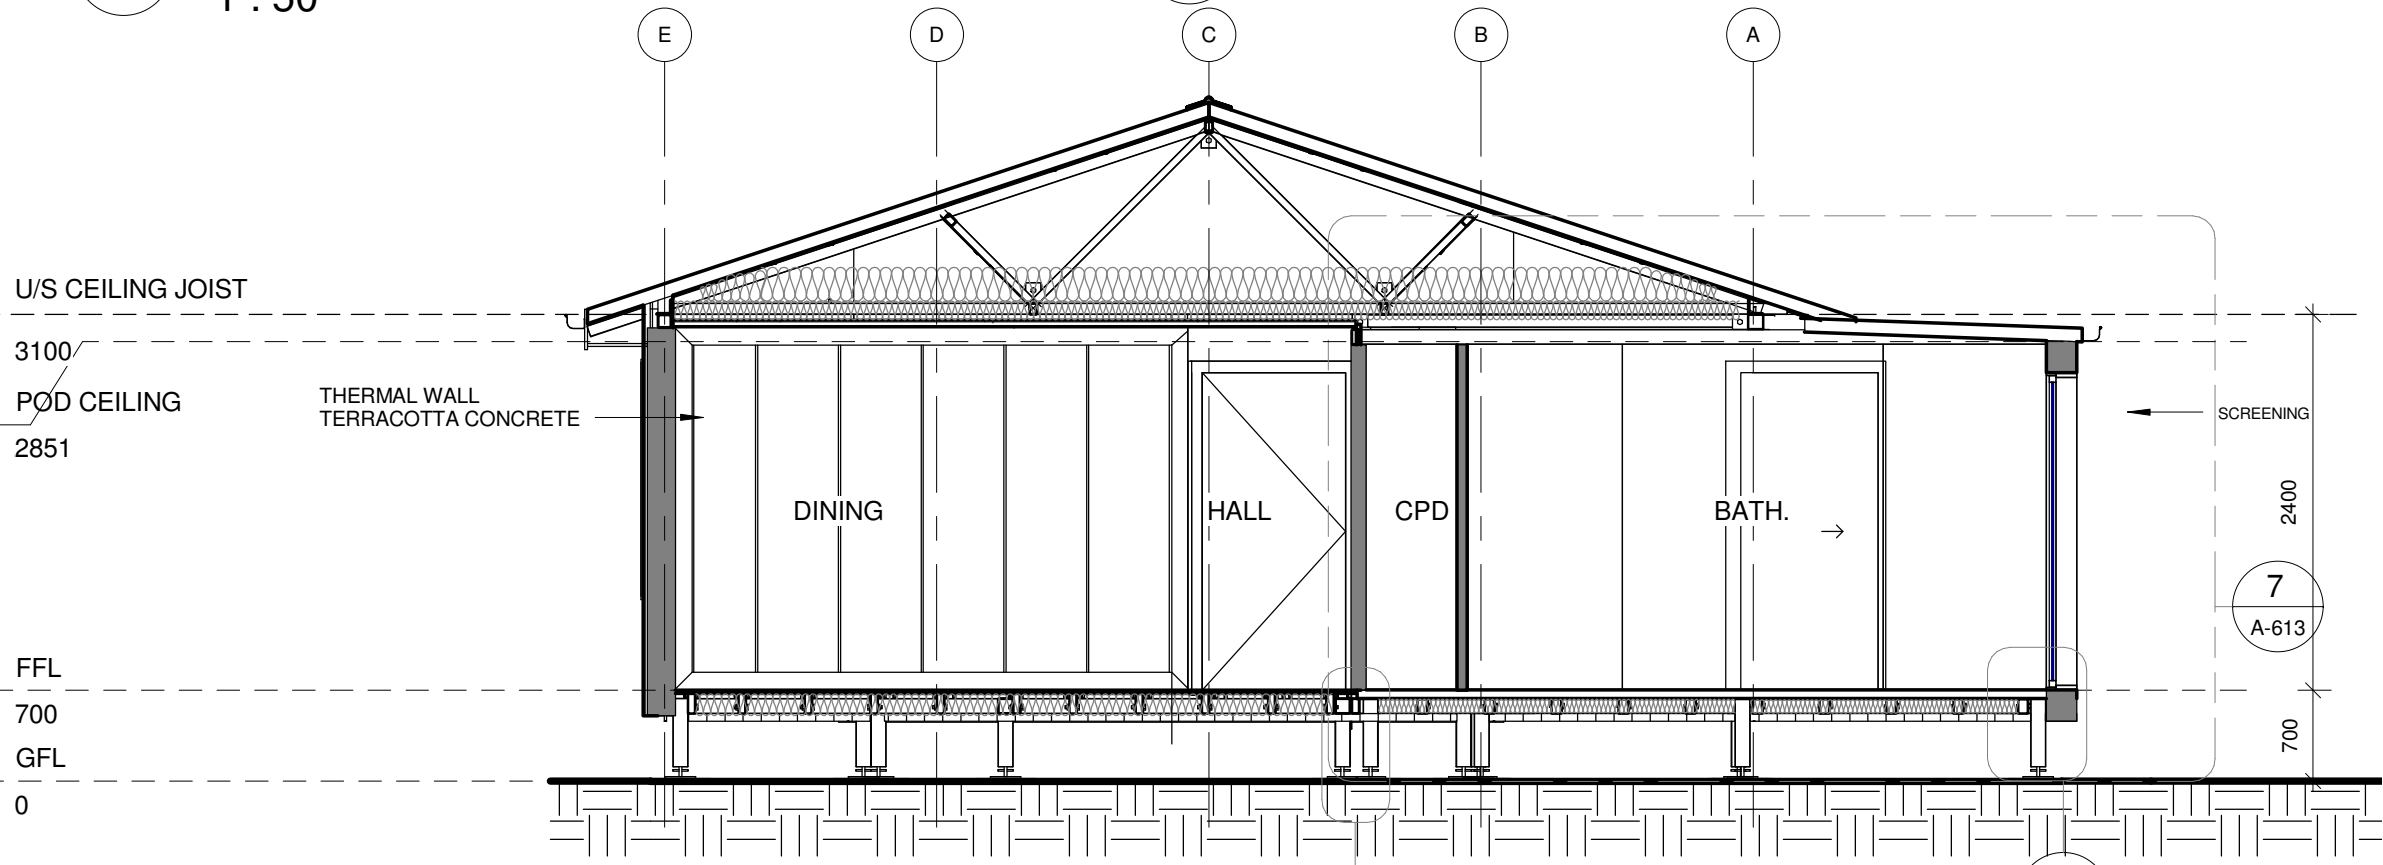 1 : 50
E
D
C
B
A
U/S CEILING JOIST
3100
POD CEILING
2851
THERMAL WALL
TERRACOTTA CONCRETE
SCREENING
DINING
HALL
CPD
BATH.
2400
7
A-613
FFL
700
GFL
0
700